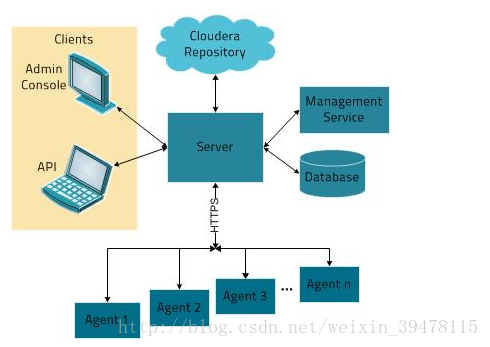 Clients
Admin
Console
API
Cloudera
Repository
Server
Management
Service
Database
HTTPS
Agent 1
Agent 2
Agent 3
...
Agent n
http://blog.csdn.net/weixin_39478115